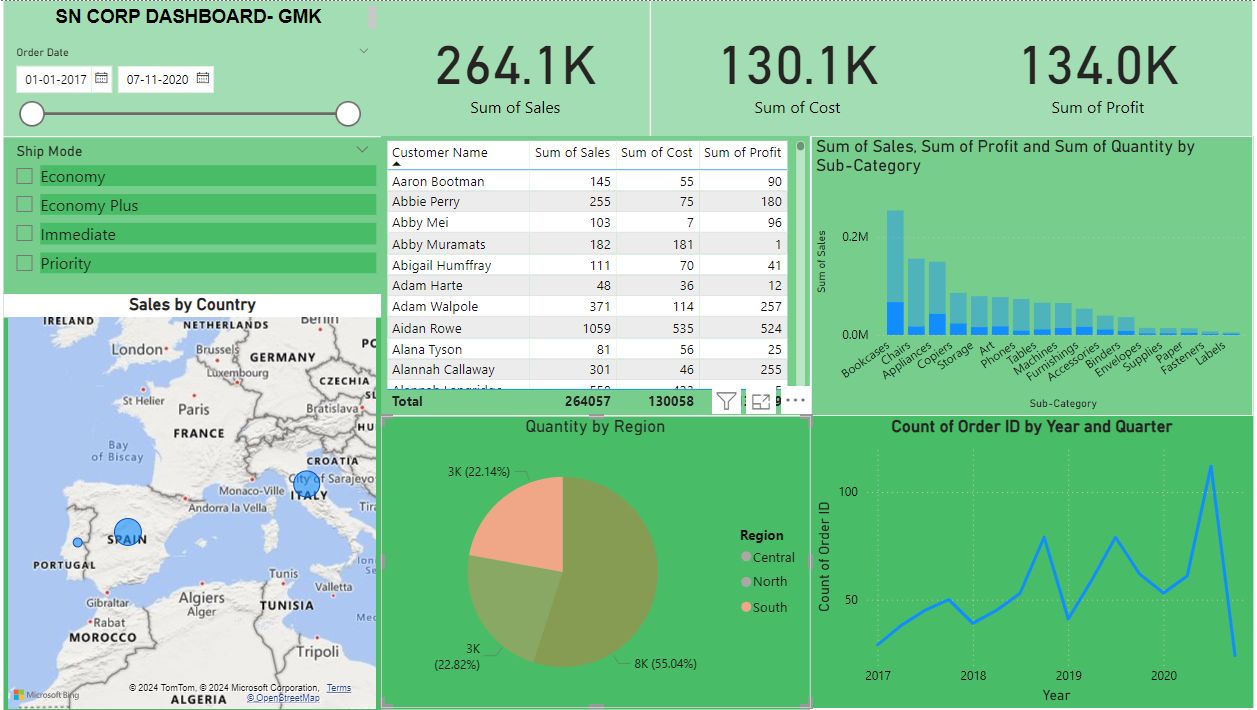 SN CORP DASHBOARD- GMK
Order Date
01-01-2017
07-11-2020
264.1K
Sum of Sales
130.1K
Sum of Cost
134.0K
Sum of Profit
Ship Mode
Economy
Economy Plus
Immediate
Priority
Customer Name Sum of Sales Sum of Cost Sum of Profit
Aaron Bootman 145 55 90
Abbie Perry 255 75 180
Abby Mei 103 7 96
Abby Muramats 182 181 1
Abigail Humffray 111 70 41
Adam Harte 48 36 12
Adam Walpole 371 114 257
Aidan Rowe 1059 535 524
Alana Tyson 81 56 25
Alannah Callaway 301 46 255
Total 264057 130058
Sum of Sales, Sum of Profit and Sum of Quantity by
Sub-Category
Sum of Sales
0.2M
0.0M
Bookcases
Chairs
Appliances
Copiers
Storage
Art
Phones
Tables
Machines
Furnishings
Accessories
Binders
Envelopes
Supplies
Paper
Fasteners
Labels
Sub-Category
Sales by Country
IRELAND
NETHERLANDS
Berlin
London
Brussels
GERMANY
Luxembourg
CZECHIA
St Helier
Paris
Bratislava
FRANCE
Bay
of Biscay
CROATIA
City of Sarajevo
Monaco-Ville
ITALY
Andorra la Vella
SPAIN
PORTUGAL
Tunis
Valletta
Gibraltar
Algiers
Alger
TUNISIA
Rabat
MOROCCO
Tripoli
ALGERIA
Microsoft Bing
© 2024 TomTom, © 2024 Microsoft Corporation, Terms
© OpenStreetMap
Quantity by Region
3K (22.14%)
3K
(22.82%)
8K (55.04%)
Region
Central
North
South
Count of Order ID by Year and Quarter
Count of Order ID
100
50
2017
2018
2019
2020
Year